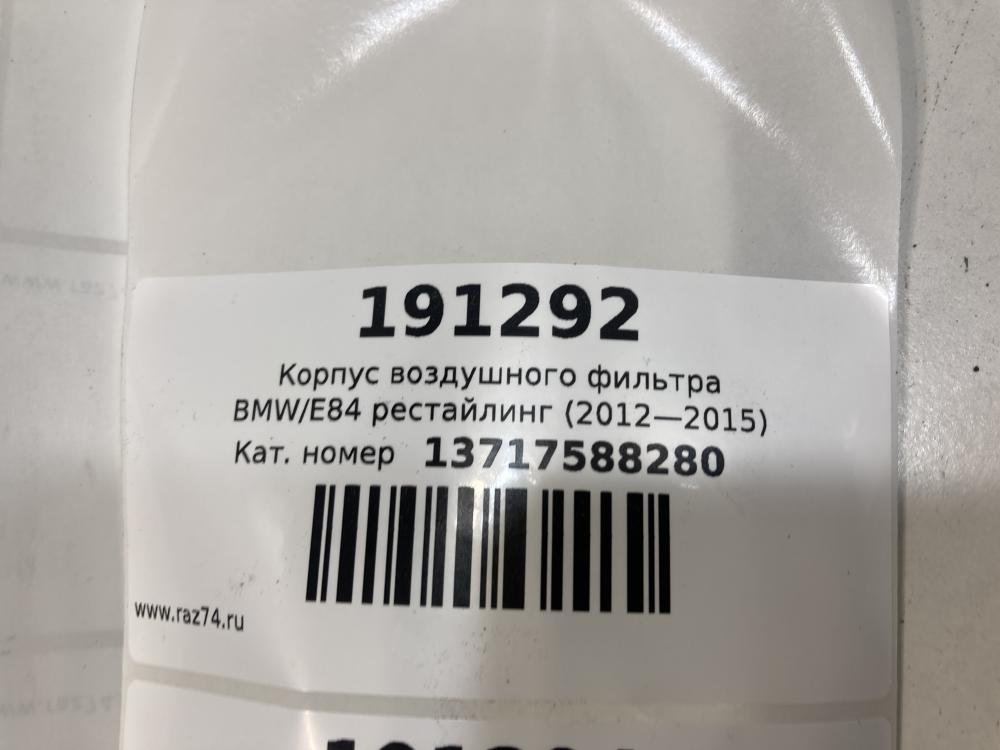 191292
Корпус воздушного фильтра
BMW/E84 рестайлинг (2012—2015)
Кат. номер 13717588280
www.raz74.ru